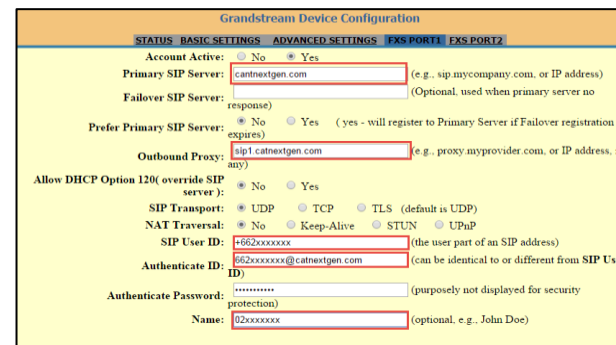 Grandstream Device Configuration
STATUS BASIC SETTINGS ADVANCED SETTINGS FXS PORT1 FXS PORT2
Account Active: No Yes
Primary SIP Server: cantnextgen.com (e.g., sip.mycompany.com, or IP address)
Failover SIP Server: (Optional, used when primary server no
response)
Prefer Primary SIP Server: No Yes ( yes - will register to Primary Server if Failover registration
expires)
Outbound Proxy: sip1.catnextgen.com (e.g., proxy.myprovider.com, or IP address,
any)
Allow DHCP Option 120( override SIP
server ): No Yes
SIP Transport: UDP TCP TLS (default is UDP)
NAT Traversal: No Keep-Alive STUN UPnP
SIP User ID: +662xxxxxxx (the user part of an SIP address)
Authenticate ID: 662xxxxxxx@catnextgen.com (can be identical to or different from SIP Us
ID)
Authenticate Password: ••••••••••• (purposely not displayed for security
protection)
Name: 02xxxxxxx (optional, e.g., John Doe)